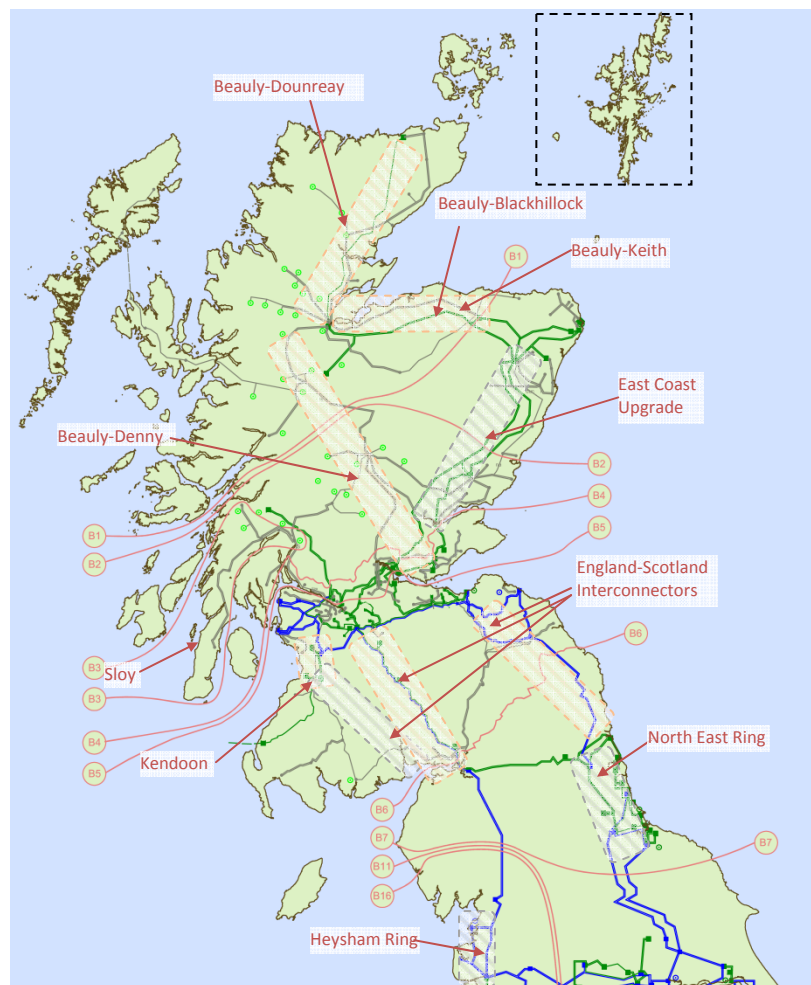 Beauly-Dounreay
Beauly-Blackhillock
Beauly-Keith
B1
East Coast
Upgrade
Beauly-Denny
B2
B4
B1
B5
B2
England-Scotland
Interconnectors
B6
B3
Sloy
B3
B4
North East Ring
Kendoon
B5
B6
B7
B7
B11
B16
Heysham Ring